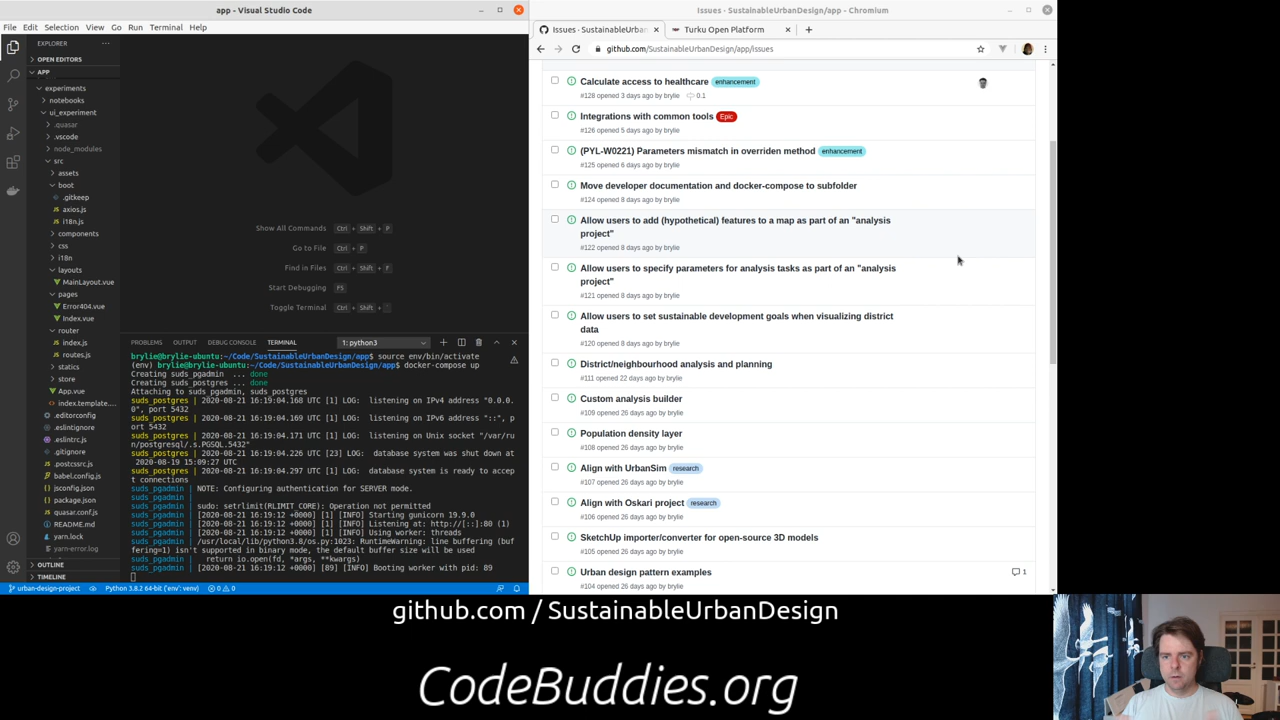 app - Visual Studio Code
File Edit Selection View Go Run Terminal Help
EXPLORER
OPEN EDITORS
APP
experiments
notebooks
ui_experiment
.quasar
.vscode
node_modules
src
assets
boot
.gitkeep
axios.js
i18n.js
components
css
i18n
layouts
MainLayout.vue
pages
Error404.vue
Index.vue
router
index.js
routes.js
statics
store
App.vue
index.template....
.editorconfig
.eslintignore
.eslintrc.js
.gitignore
.postcssrc.js
babel.config.js
jsconfig.json
package.json
quasar.conf.js
README.md
yarn.lock
yarn-error.log
OUTLINE
TIMELINE
Show All Commands Ctrl + Shift + P
Go to File Ctrl + P
Find in Files Ctrl + Shift + F
Start Debugging F5
Toggle Terminal Ctrl + Shift + `
PROBLEMS OUTPUT DEBUG CONSOLE TERMINAL 1: python3
brylie@brylie-ubuntu:~/Code/SustainableUrbanDesign/app$ source env/bin/activate
(env) brylie@brylie-ubuntu:~/Code/SustainableUrbanDesign/app$ docker-compose up
Creating suds_pgadmin ... done
Creating suds_postgres ... done
Attaching to suds_pgadmin, suds_postgres
suds_postgres | 2020-08-21 16:19:04.168 UTC [1] LOG: listening on IPv4 address "0.0.0
.0", port 5432
suds_postgres | 2020-08-21 16:19:04.169 UTC [1] LOG: listening on IPv6 address "::", p
ort 5432
suds_postgres | 2020-08-21 16:19:04.171 UTC [1] LOG: listening on Unix socket "/var/ru
n/postgresql/.s.PGSQL.5432"
suds_postgres | 2020-08-21 16:19:04.226 UTC [23] LOG: database system was shut down at
2020-08-19 15:09:27 UTC
suds_postgres | 2020-08-21 16:19:04.297 UTC [1] LOG: database system is ready to accep
t connections
suds_pgadmin | NOTE: Configuring authentication for SERVER mode.
suds_pgadmin |
suds_pgadmin | sudo: setrlimit(RLIMIT_CORE): Operation not permitted
suds_pgadmin | [2020-08-21 16:19:12 +0000] [1] [INFO] Starting gunicorn 19.9.0
suds_pgadmin | [2020-08-21 16:19:12 +0000] [1] [INFO] Listening at: http://[::]:80 (1)
suds_pgadmin | [2020-08-21 16:19:12 +0000] [1] [INFO] Using worker: threads
suds_pgadmin | /usr/local/lib/python3.8/os.py:1023: RuntimeWarning: line buffering (buf
fering=1) isn't supported in binary mode, the default buffer size will be used
suds_pgadmin | return io.open(fd, *args, **kwargs)
suds_pgadmin | [2020-08-21 16:19:12 +0000] [89] [INFO] Booting worker with pid: 89
urban-design-project Python 3.8.2 64-bit ('env': venv) 0 0
Issues · SustainableUrbanDesign/app - Chromium
Issues · SustainableUrban Turku Open Platform
github.com/SustainableUrbanDesign/app/issues
Calculate access to healthcare enhancement
#128 opened 3 days ago by brylie 0.1
Integrations with common tools Epic
#126 opened 5 days ago by brylie
(PYL-W0221) Parameters mismatch in overriden method enhancement
#125 opened 6 days ago by brylie
Move developer documentation and docker-compose to subfolder
#124 opened 8 days ago by brylie
Allow users to add (hypothetical) features to a map as part of an "analysis
project"
#122 opened 8 days ago by brylie
Allow users to specify parameters for analysis tasks as part of an "analysis
project"
#121 opened 8 days ago by brylie
Allow users to set sustainable development goals when visualizing district
data
#120 opened 8 days ago by brylie
District/neighbourhood analysis and planning
#111 opened 22 days ago by brylie
Custom analysis builder
#109 opened 26 days ago by brylie
Population density layer
#108 opened 26 days ago by brylie
Align with UrbanSim research
#107 opened 26 days ago by brylie
Align with Oskari project research
#106 opened 26 days ago by brylie
SketchUp importer/converter for open-source 3D models
#105 opened 26 days ago by brylie
Urban design pattern examples 1
#104 opened 26 days ago by brylie
github.com / SustainableUrbanDesign
CodeBuddies.org